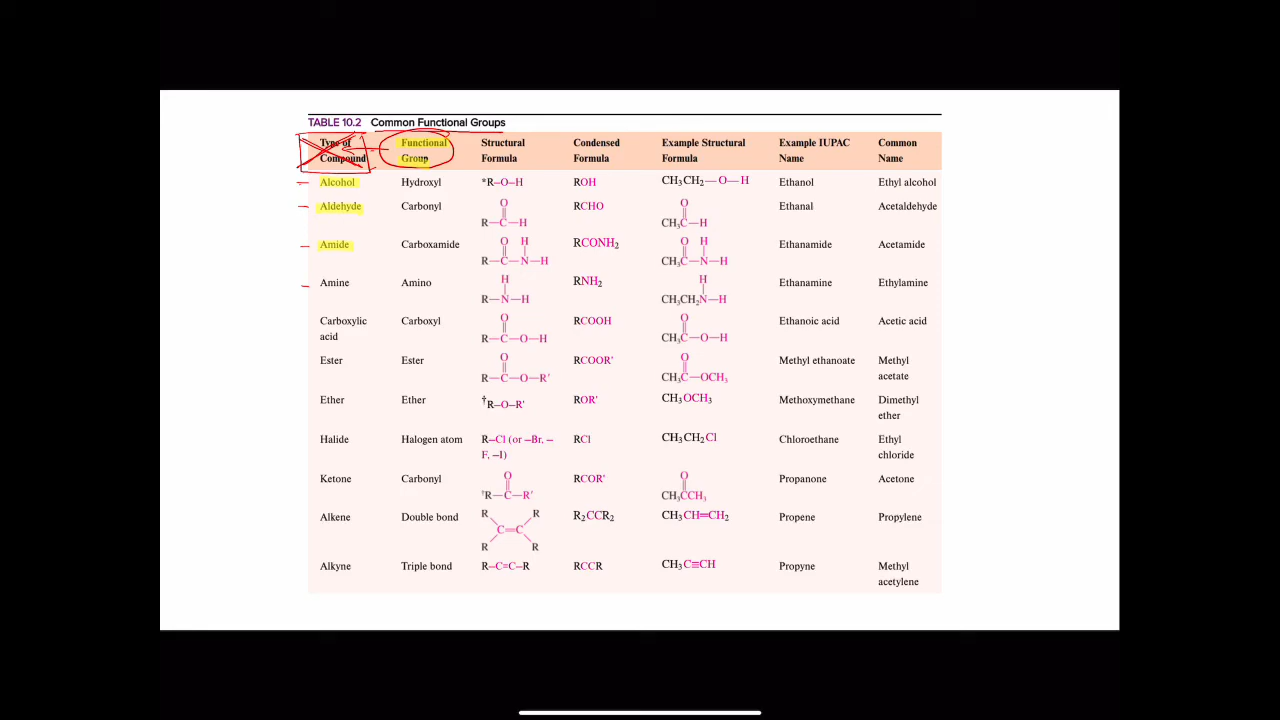 TABLE 10.2 Common Functional Groups
Type of Compound Functional Group Structural Formula Condensed Formula Example Structural Formula Example IUPAC Name Common Name
Alcohol Hydroxyl *R–O–H ROH CH3CH2—O—H Ethanol Ethyl alcohol
Aldehyde Carbonyl O
R—C—H RCHO O
CH3C—H Ethanal Acetaldehyde
Amide Carboxamide O H
R—C—N—H RCONH2 O H
CH3C—N—H Ethanamide Acetamide
Amine Amino H
R—N—H RNH2 H
CH3CH2N—H Ethanamine Ethylamine
Carboxylic acid Carboxyl O
R—C—O—H RCOOH O
CH3C—O—H Ethanoic acid Acetic acid
Ester Ester O
R—C—O—R' RCOOR' O
CH3C—OCH3 Methyl ethanoate Methyl acetate
Ether Ether †R–O–R' ROR' CH3OCH3 Methoxymethane Dimethyl ether
Halide Halogen atom R–Cl (or –Br, –F, –I) RCl CH3CH2Cl Chloroethane Ethyl chloride
Ketone Carbonyl O
†R—C—R' RCOR' O
CH3CCH3 Propanone Acetone
Alkene Double bond R R
C=C
R R R2CCR2 CH3CH=CH2 Propene Propylene
Alkyne Triple bond R–C≡C–R RCCR CH3C≡CH Propyne Methyl acetylene